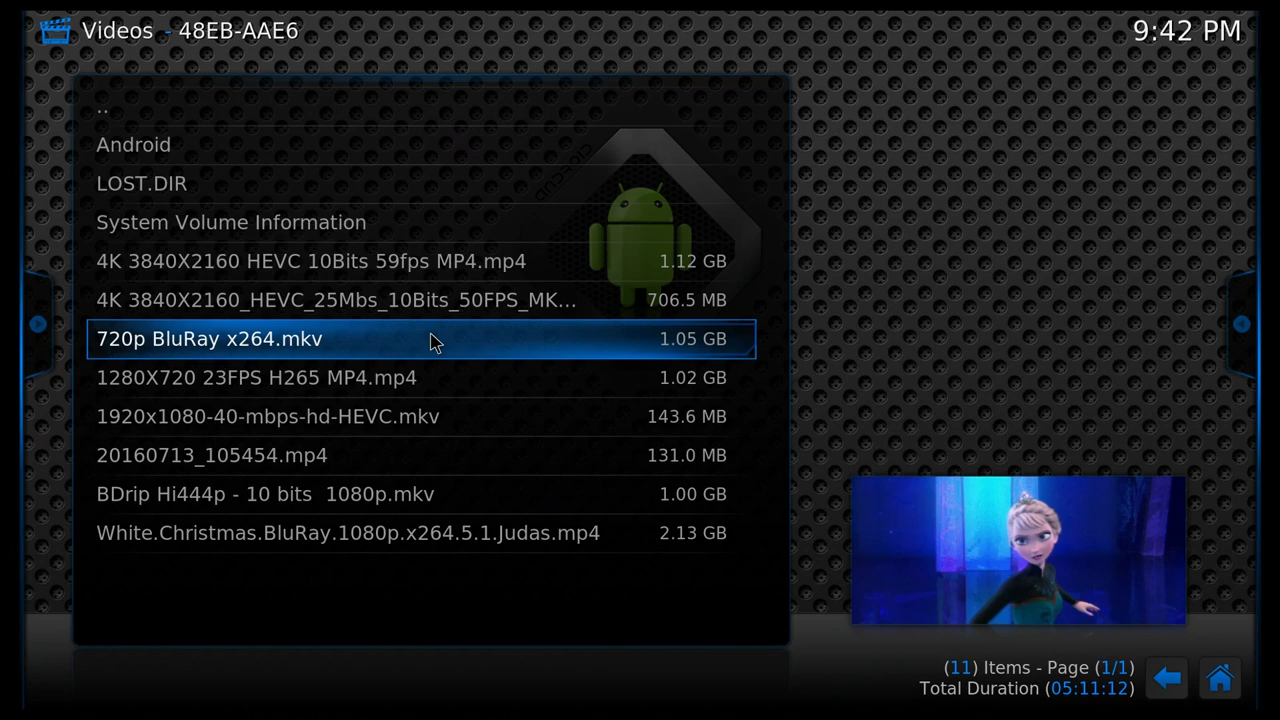 Videos - 48EB-AAE6
9:42 PM
..
Android
LOST.DIR
System Volume Information
4K 3840X2160 HEVC 10Bits 59fps MP4.mp4 1.12 GB
4K 3840X2160_HEVC_25Mbs_10Bits_50FPS_MK... 706.5 MB
720p BluRay x264.mkv 1.05 GB
1280X720 23FPS H265 MP4.mp4 1.02 GB
1920x1080-40-mbps-hd-HEVC.mkv 143.6 MB
20160713_105454.mp4 131.0 MB
BDrip Hi444p - 10 bits  1080p.mkv 1.00 GB
White.Christmas.BluRay.1080p.x264.5.1.Judas.mp4 2.13 GB
(11) Items - Page (1/1)
Total Duration (05:11:12)